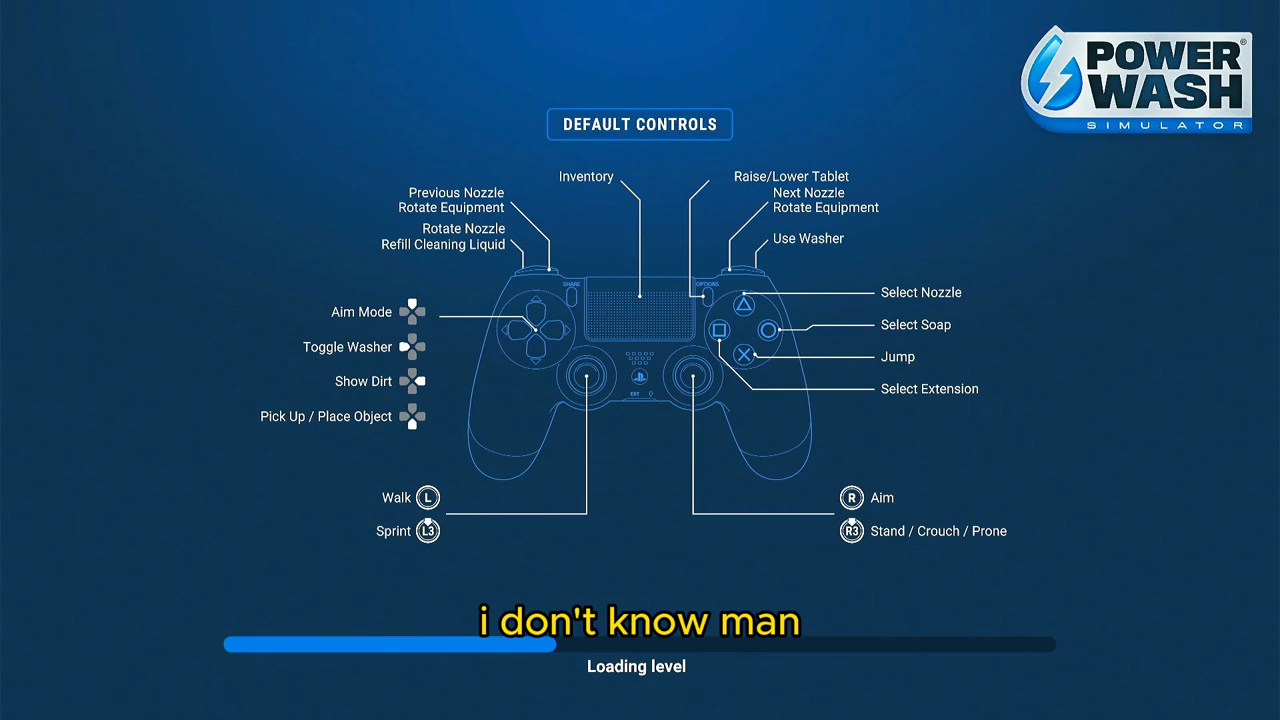 POWER
WASH
SIMULATOR
DEFAULT CONTROLS
Inventory
Raise/Lower Tablet
Previous Nozzle
Rotate Equipment
Next Nozzle
Rotate Equipment
Rotate Nozzle
Refill Cleaning Liquid
Use Washer
SHARE
OPTIONS
Select Nozzle
Aim Mode
Select Soap
Toggle Washer
Jump
Show Dirt
Select Extension
Pick Up / Place Object
EXT
Walk L
R Aim
Sprint L3
R3 Stand / Crouch / Prone
i don't know man
Loading level